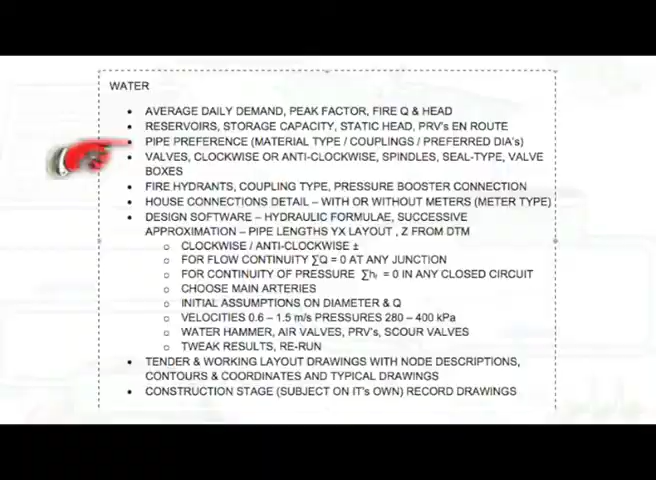 WATER
• AVERAGE DAILY DEMAND, PEAK FACTOR, FIRE Q & HEAD
• RESERVOIRS, STORAGE CAPACITY, STATIC HEAD, PRV's EN ROUTE
• PIPE PREFERENCE (MATERIAL TYPE / COUPLINGS / PREFERRED DIA's)
• VALVES, CLOCKWISE OR ANTI-CLOCKWISE, SPINDLES, SEAL-TYPE, VALVE
BOXES
• FIRE HYDRANTS, COUPLING TYPE, PRESSURE BOOSTER CONNECTION
• HOUSE CONNECTIONS DETAIL – WITH OR WITHOUT METERS (METER TYPE)
• DESIGN SOFTWARE – HYDRAULIC FORMULAE, SUCCESSIVE
APPROXIMATION – PIPE LENGTHS YX LAYOUT , Z FROM DTM
o CLOCKWISE / ANTI-CLOCKWISE ±
o FOR FLOW CONTINUITY ∑Q = 0 AT ANY JUNCTION
o FOR CONTINUITY OF PRESSURE ∑hf = 0 IN ANY CLOSED CIRCUIT
o CHOOSE MAIN ARTERIES
o INITIAL ASSUMPTIONS ON DIAMETER & Q
o VELOCITIES 0.6 – 1.5 m/s PRESSURES 280 – 400 kPa
o WATER HAMMER, AIR VALVES, PRV's, SCOUR VALVES
o TWEAK RESULTS, RE-RUN
• TENDER & WORKING LAYOUT DRAWINGS WITH NODE DESCRIPTIONS,
CONTOURS & COORDINATES AND TYPICAL DRAWINGS
• CONSTRUCTION STAGE (SUBJECT ON IT's OWN) RECORD DRAWINGS